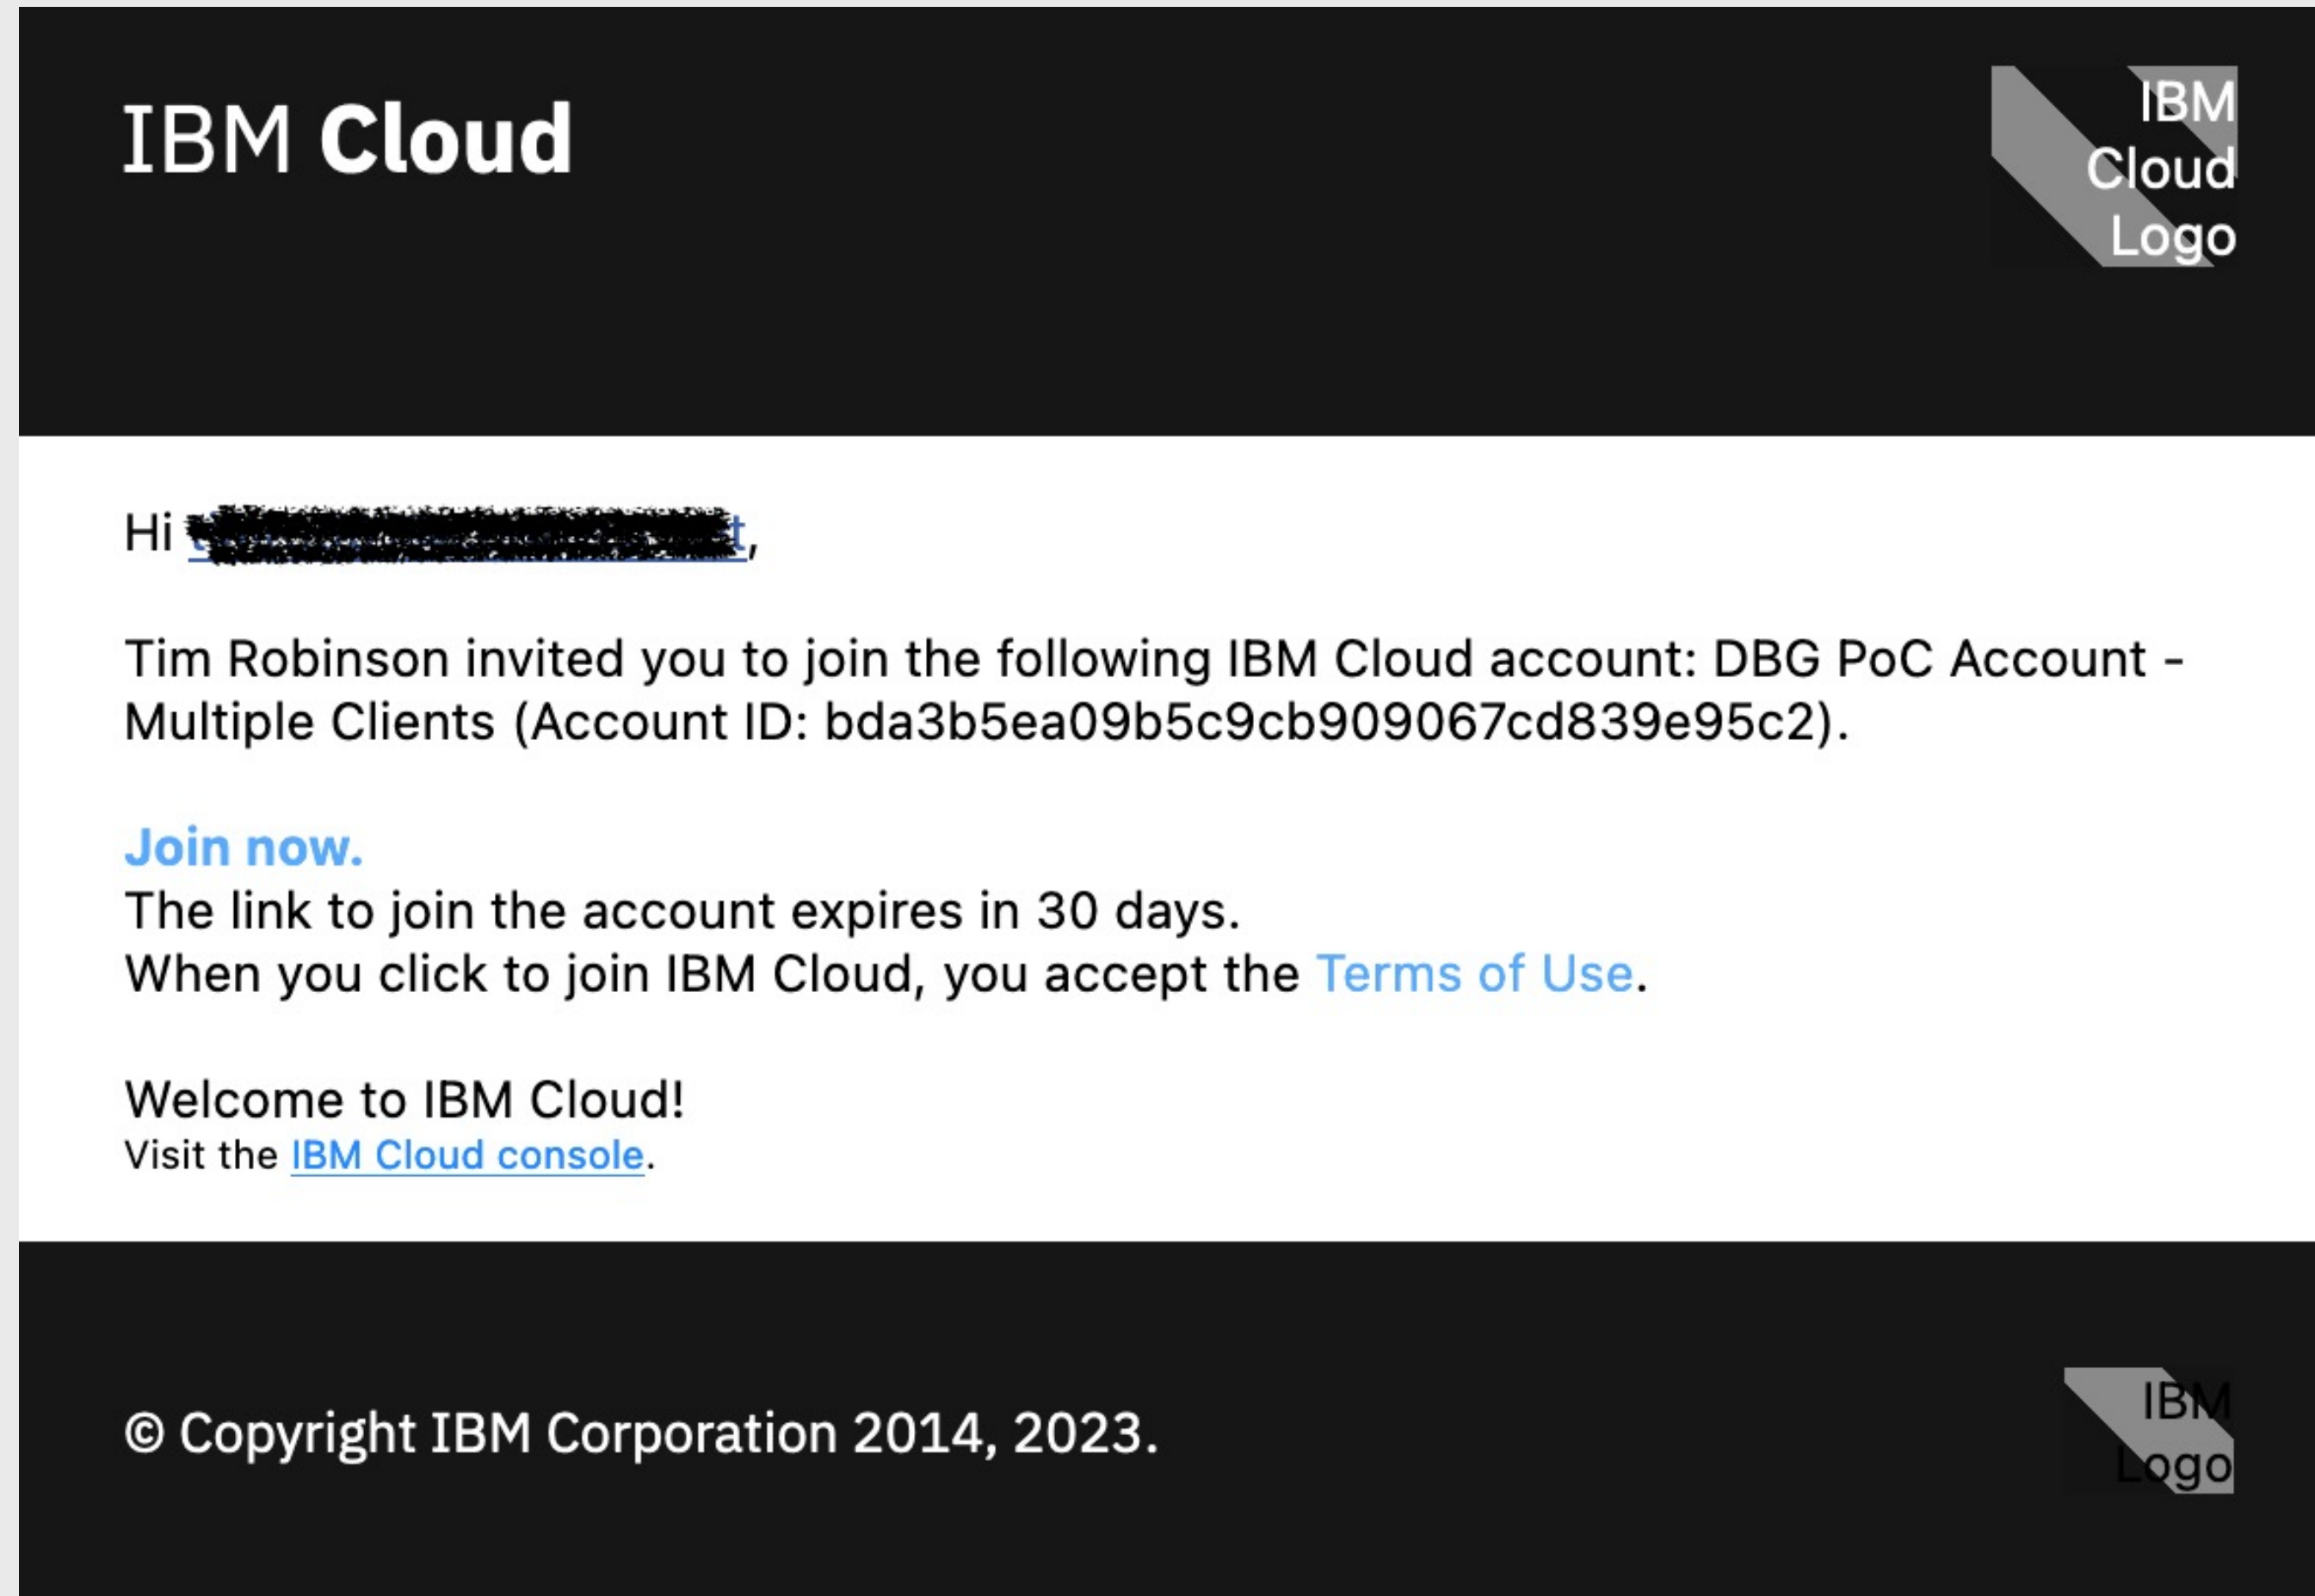 IBM Cloud
IBM
Cloud
Logo
Hi ,
Tim Robinson invited you to join the following IBM Cloud account: DBG PoC Account -
Multiple Clients (Account ID: bda3b5ea09b5c9cb909067cd839e95c2).
Join now.
The link to join the account expires in 30 days.
When you click to join IBM Cloud, you accept the Terms of Use.
Welcome to IBM Cloud!
Visit the IBM Cloud console.
© Copyright IBM Corporation 2014, 2023.
IBM
Logo